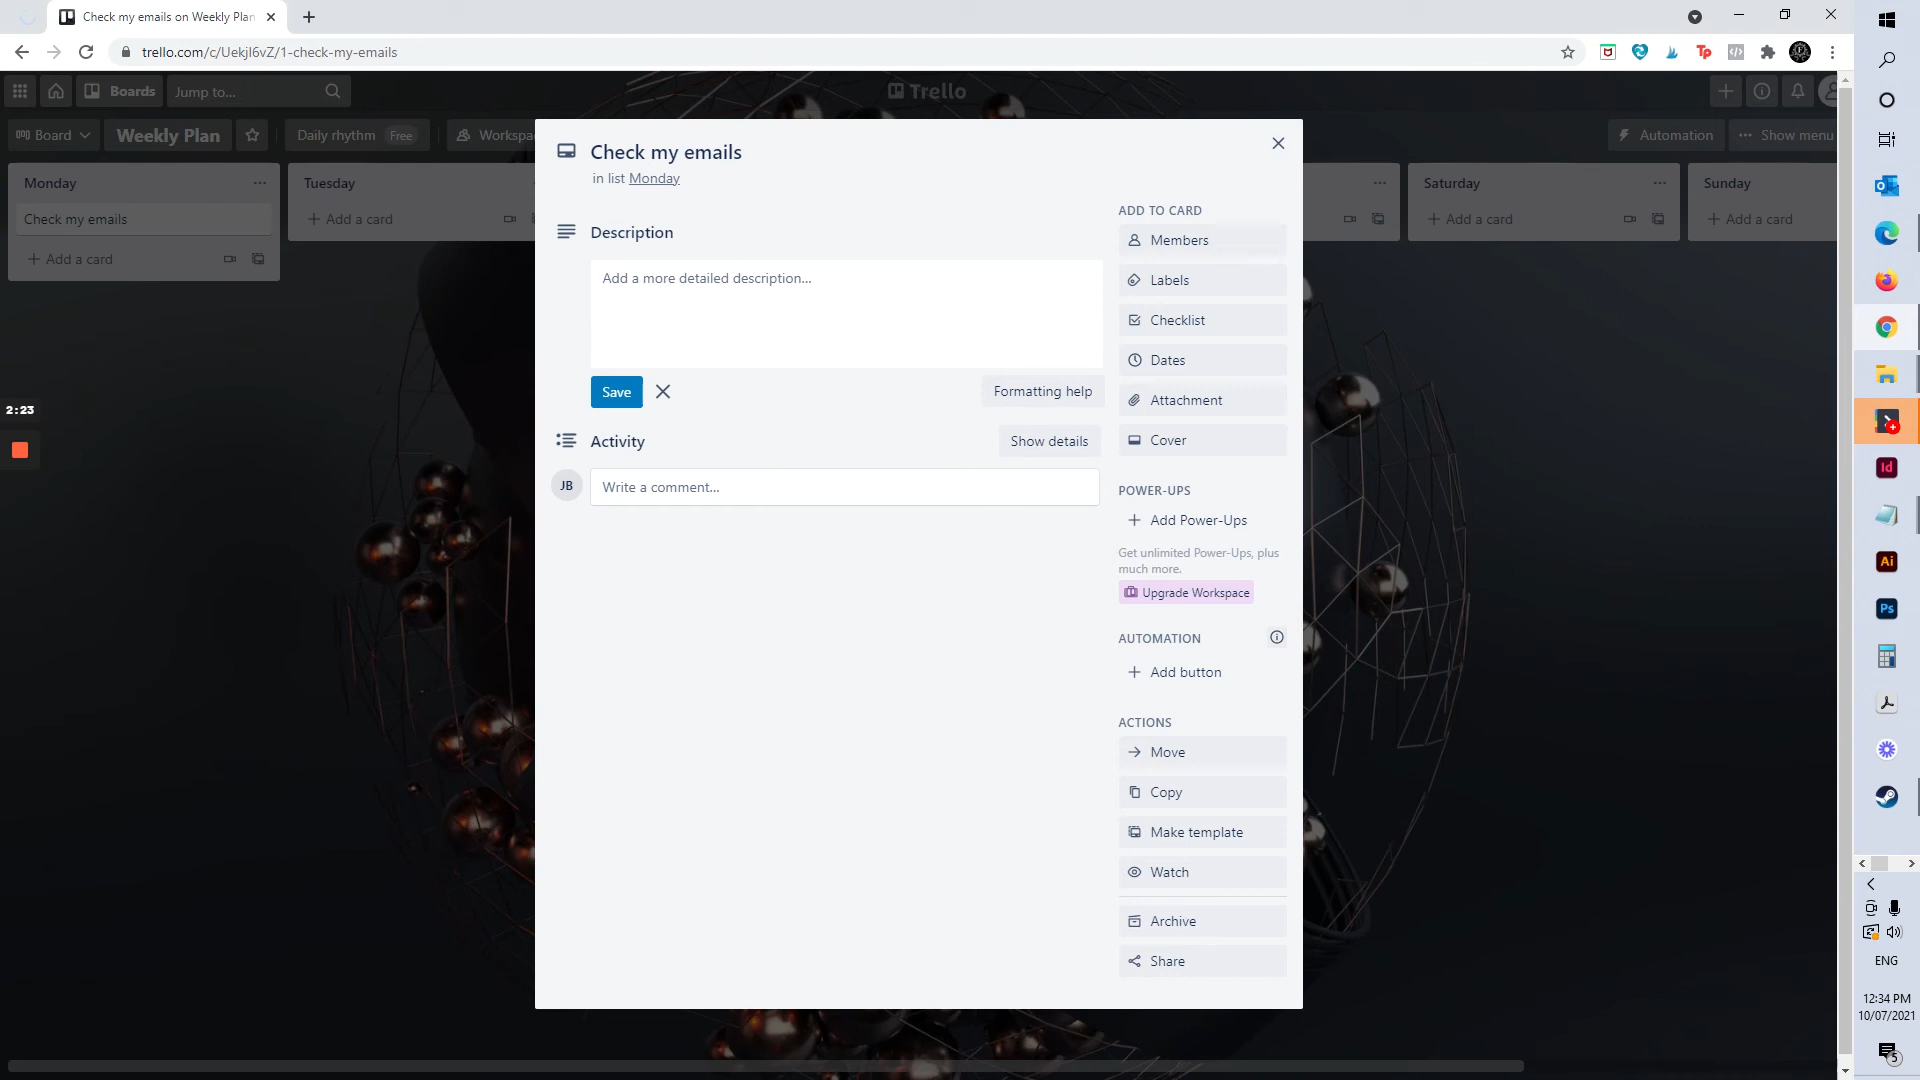 Check my emails on Weekly Plan
trello.com/c/UekjI6vZ/1-check-my-emails
Boards
Jump to...
Trello
Board
Weekly Plan
Daily rhythm Free
Automation
Show menu
Monday
Check my emails
+ Add a card
Tuesday
+ Add a card
Saturday
+ Add a card
Sunday
+ Add a card
2:23
Check my emails
in list Monday
Description
Add a more detailed description...
Save
Formatting help
Activity
Show details
JB
Write a comment...
ADD TO CARD
Members
Labels
Checklist
Dates
Attachment
Cover
POWER-UPS
+ Add Power-Ups
Get unlimited Power-Ups, plus
much more.
Upgrade Workspace
AUTOMATION
+ Add button
ACTIONS
Move
Copy
Make template
Watch
Archive
Share
Tp
Id
Ai
Ps
ENG
12:34 PM
10/07/2021
5